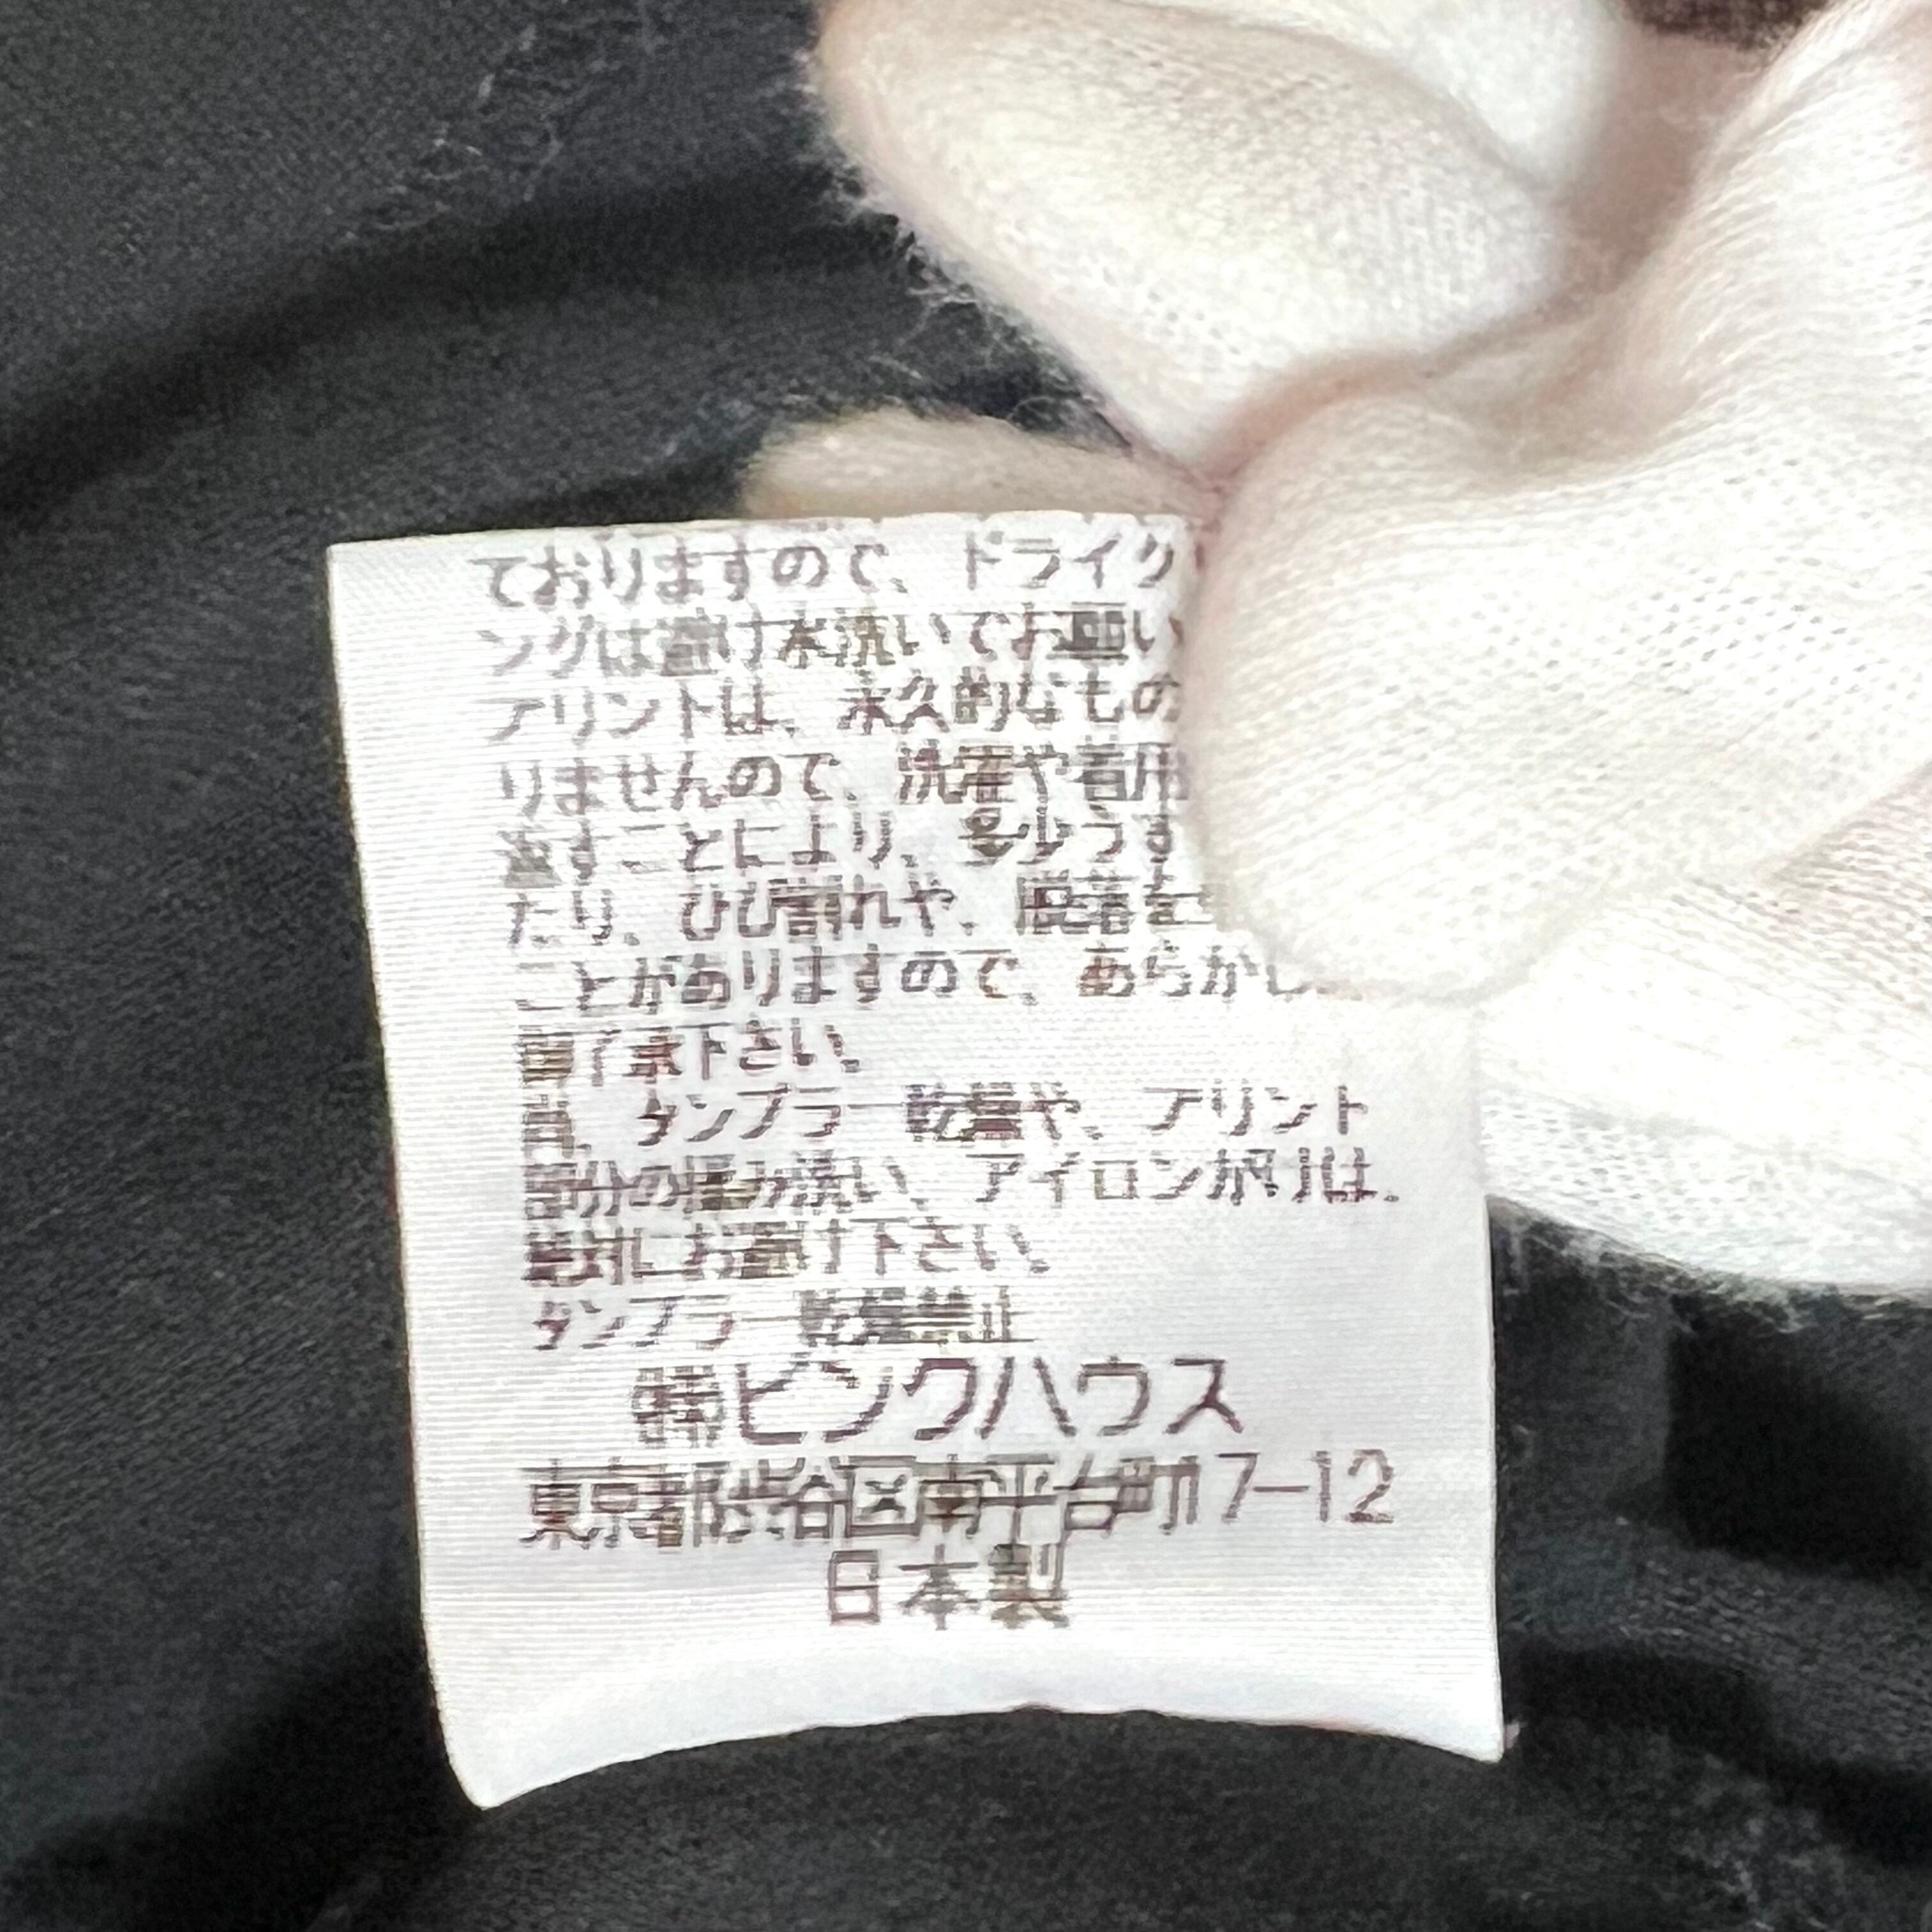 ておりますので、ドライク
ングは避け水洗いでお願い
プリントは、永久的なもの
りませんので、洗濯や着用
返すことにより、多少うす
たり、ひび割れや、脱落を
ことがありますので、あらかじ
御了承下さい。
尚、タンブラー乾燥や、プリント
部分の揉み洗い、アイロン掛けは、
絶対にお避け下さい。
タンブラー乾燥禁止
㈱ピンクハウス
東京都渋谷区南平台町17-12
日本製